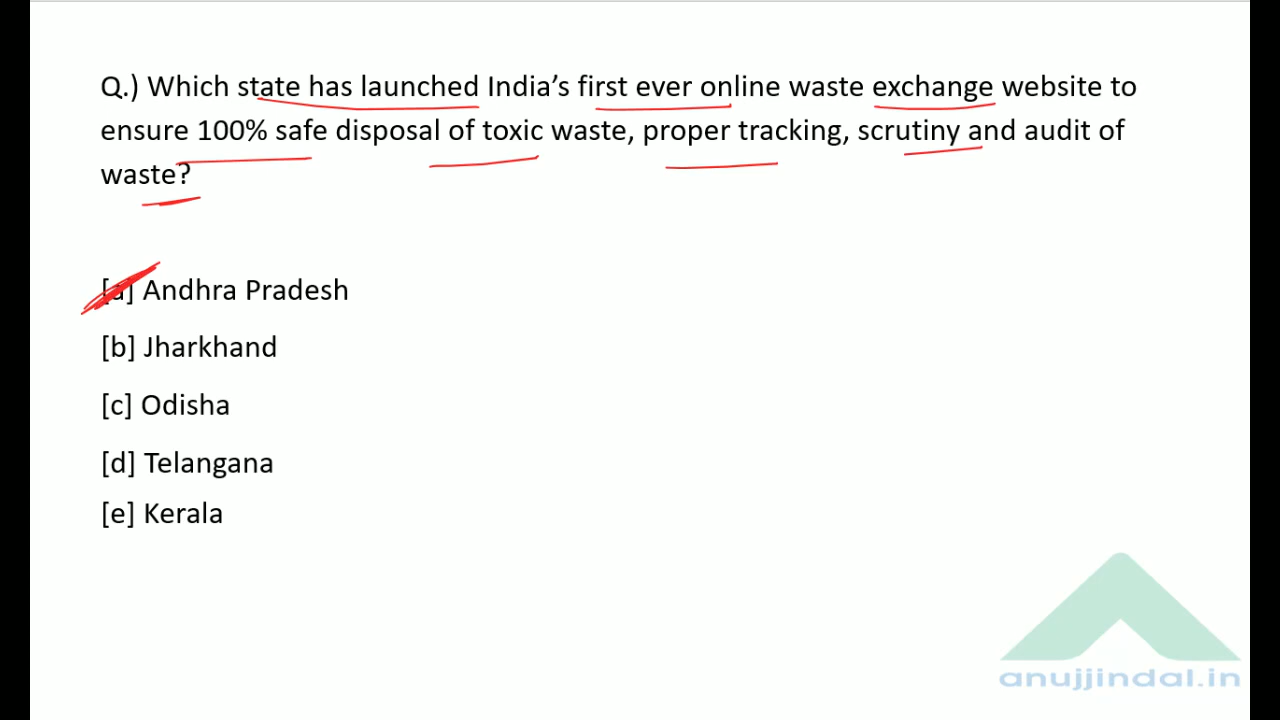 Q.) Which state has launched India's first ever online waste exchange website to
ensure 100% safe disposal of toxic waste, proper tracking, scrutiny and audit of
waste?
[a] Andhra Pradesh
[b] Jharkhand
[c] Odisha
[d] Telangana
[e] Kerala
anujjindal.in